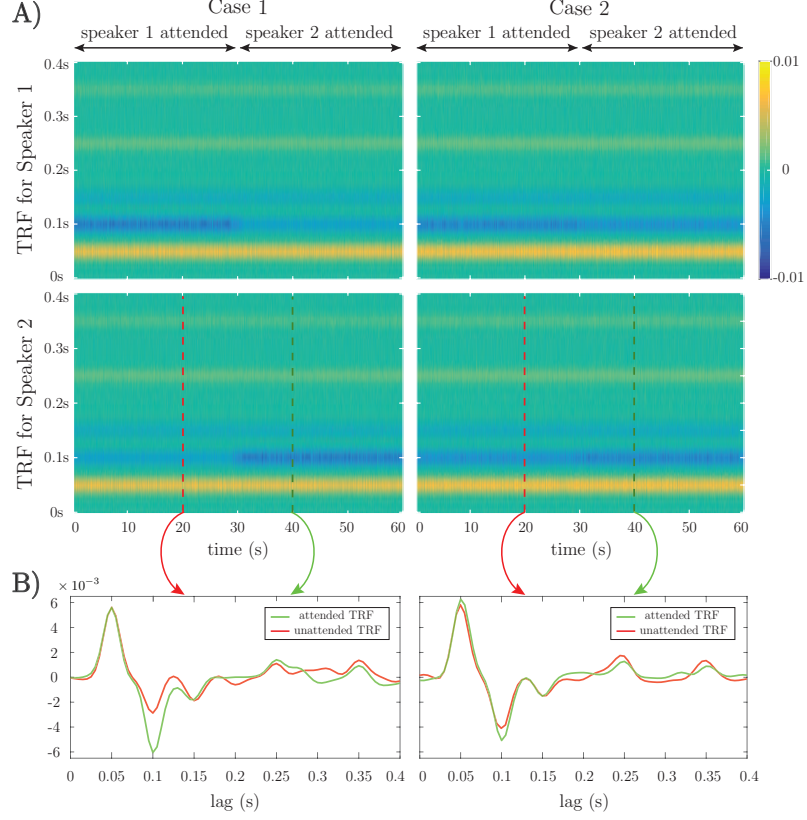 A)
Case 1
Case 2
speaker 1 attended
speaker 2 attended
speaker 1 attended
speaker 2 attended
TRF for Speaker 1
0.4s
0.3s
0.2s
0.1s
0s
0.01
0
-0.01
TRF for Speaker 2
0.4s
0.3s
0.2s
0.1s
0s
0 10 20 30 40 50 60
0 10 20 30 40 50 60
time (s)
time (s)
B)
× 10⁻³
6
4
2
0
-2
-4
-6
attended TRF
unattended TRF
attended TRF
unattended TRF
0 0.05 0.1 0.15 0.2 0.25 0.3 0.35 0.4
0 0.05 0.1 0.15 0.2 0.25 0.3 0.35 0.4
lag (s)
lag (s)